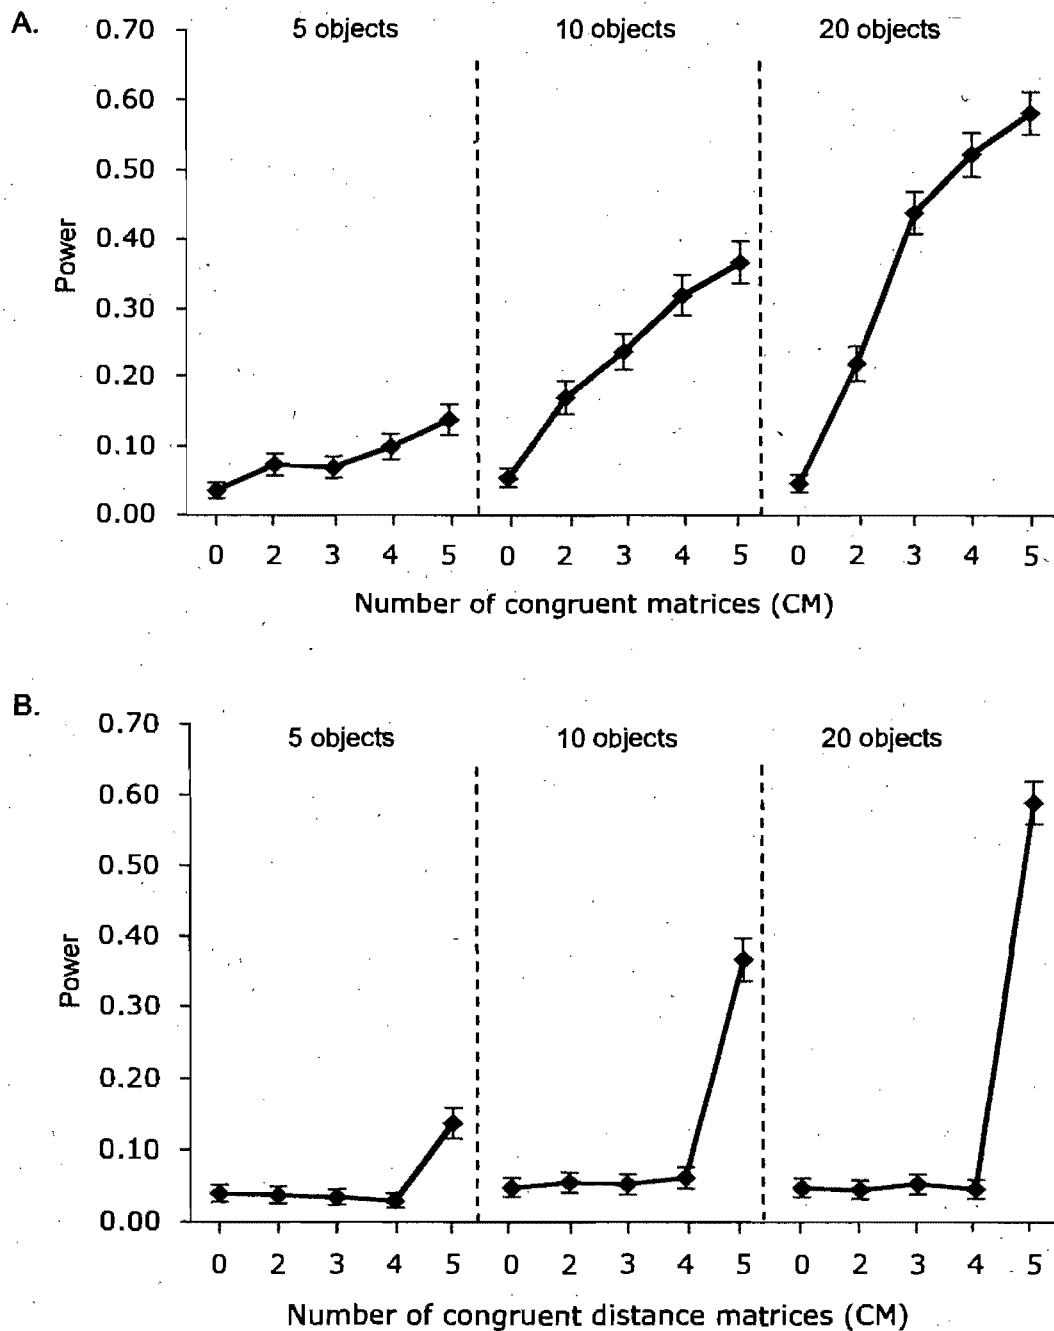 A.
0.70
5 objects 10 objects 20 objects
0.60
0.50
0.40
0.30
0.20
0.10
0.00
Power
0 2 3 4 5 0 2 3 4 5 0 2 3 4 5
Number of congruent matrices (CM)
B.
0.70
5 objects 10 objects 20 objects
0.60
0.50
0.40
0.30
0.20
0.10
0.00
Power
0 2 3 4 5 0 2 3 4 5 0 2 3 4 5
Number of congruent distance matrices (CM)